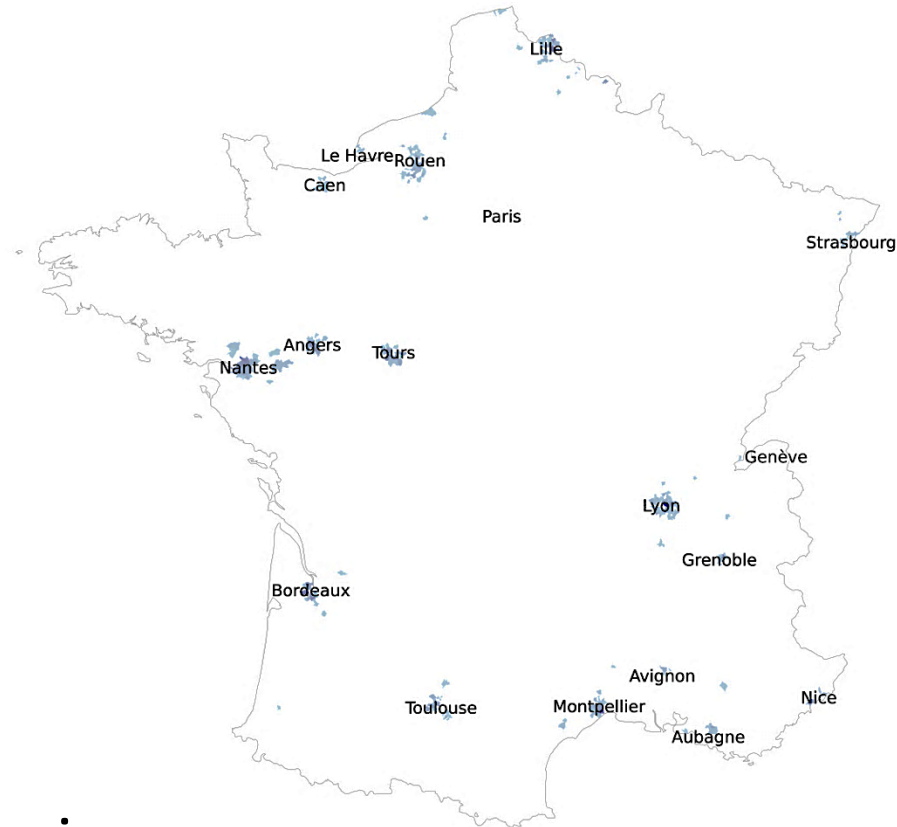 Lille
Le Havre
Rouen
Caen
Paris
Strasbourg
Angers
Tours
Nantes
Genève
Lyon
Grenoble
Bordeaux
Avignon
Nice
Toulouse
Montpellier
Aubagne